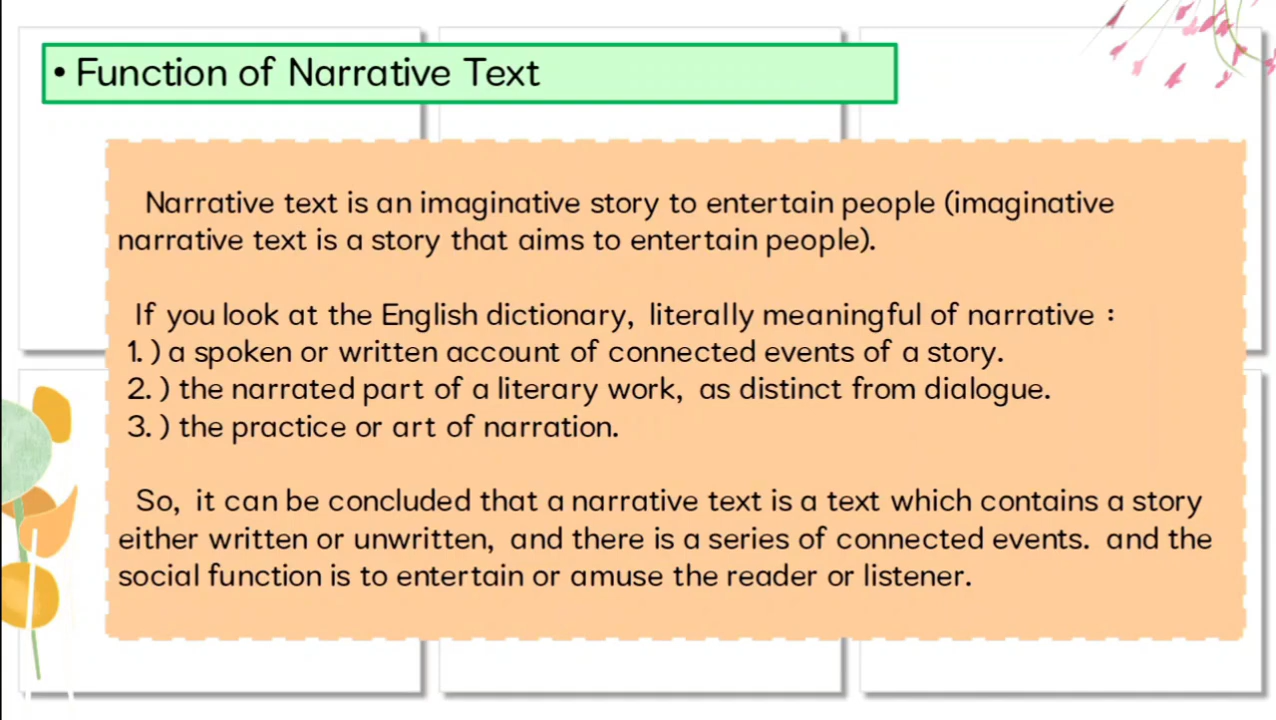 • Function of Narrative Text
Narrative text is an imaginative story to entertain people (imaginative
narrative text is a story that aims to entertain people).
If you look at the English dictionary, literally meaningful of narrative :
1. ) a spoken or written account of connected events of a story.
2. ) the narrated part of a literary work, as distinct from dialogue.
3. ) the practice or art of narration.
So, it can be concluded that a narrative text is a text which contains a story
either written or unwritten, and there is a series of connected events. and the
social function is to entertain or amuse the reader or listener.